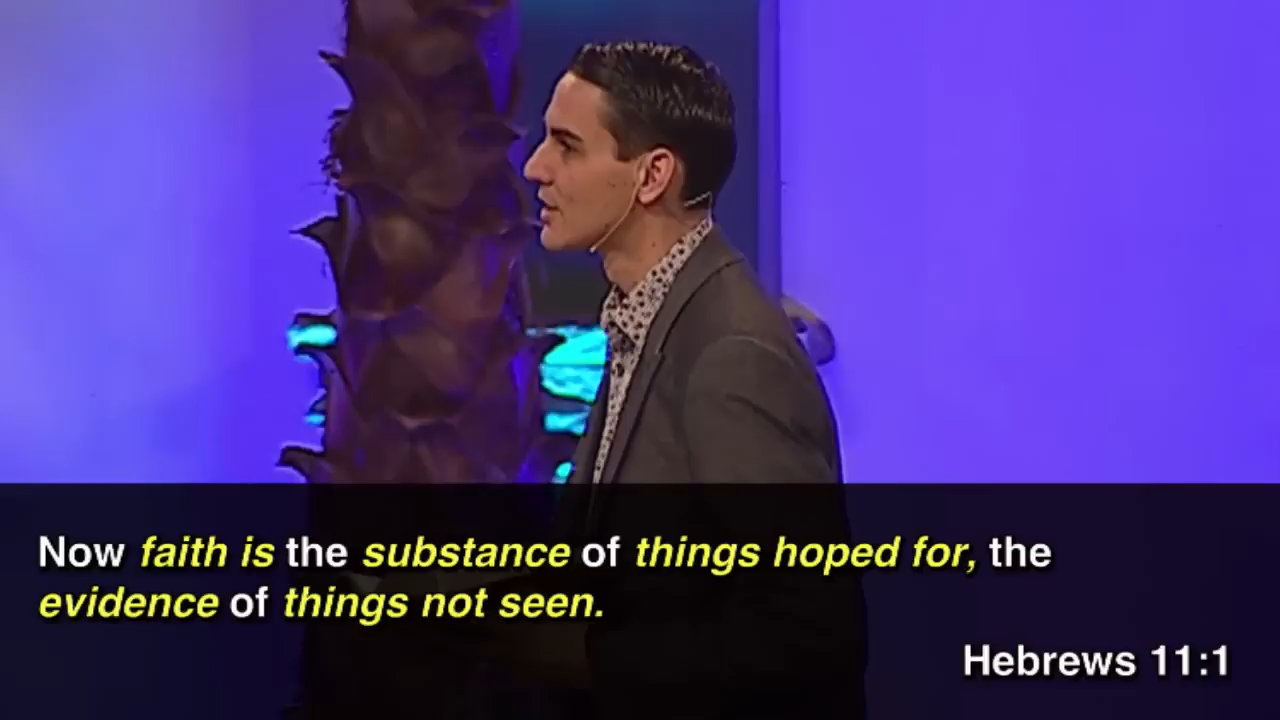 Now faith is the substance of things hoped for, the
evidence of things not seen.
Hebrews 11:1